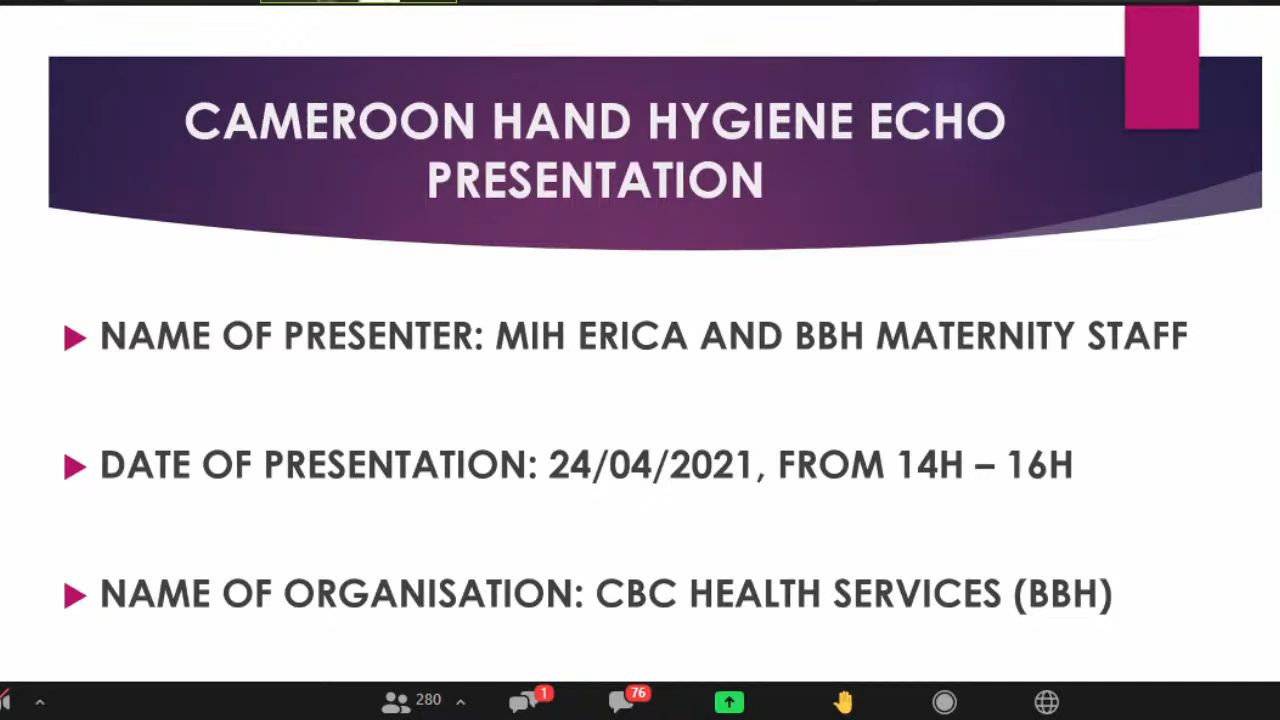 CAMEROON HAND HYGIENE ECHO
PRESENTATION
NAME OF PRESENTER: MIH ERICA AND BBH MATERNITY STAFF
DATE OF PRESENTATION: 24/04/2021, FROM 14H – 16H
NAME OF ORGANISATION: CBC HEALTH SERVICES (BBH)
280 1 76